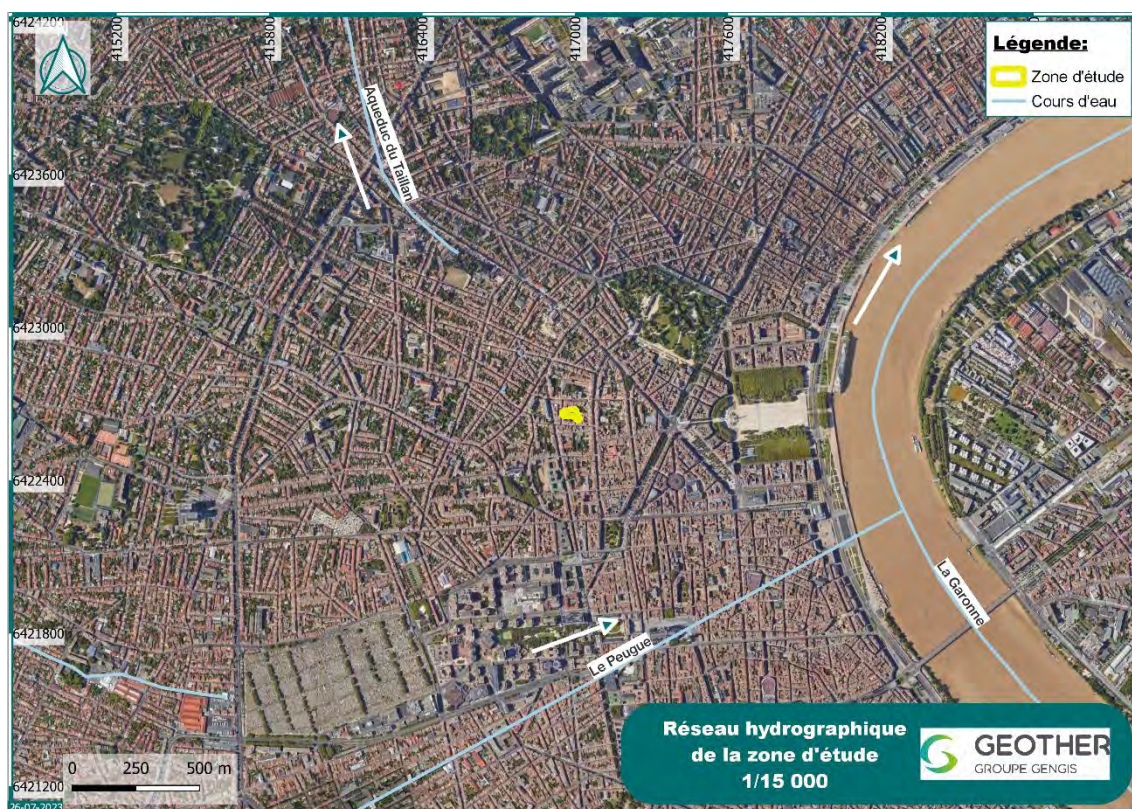 6424200
415200
415800
416400
417000
417600
418200
Légende:
Zone d'étude
Cours d'eau
Aqueduc du Taillan
6423600
6423000
6422400
La Garonne
6421800
Le Peugue
Réseau hydrographique
de la zone d'étude
1/15 000
GEOTHER
GROUPE GENGIS
0 250 500 m
6421200
26-07-2023